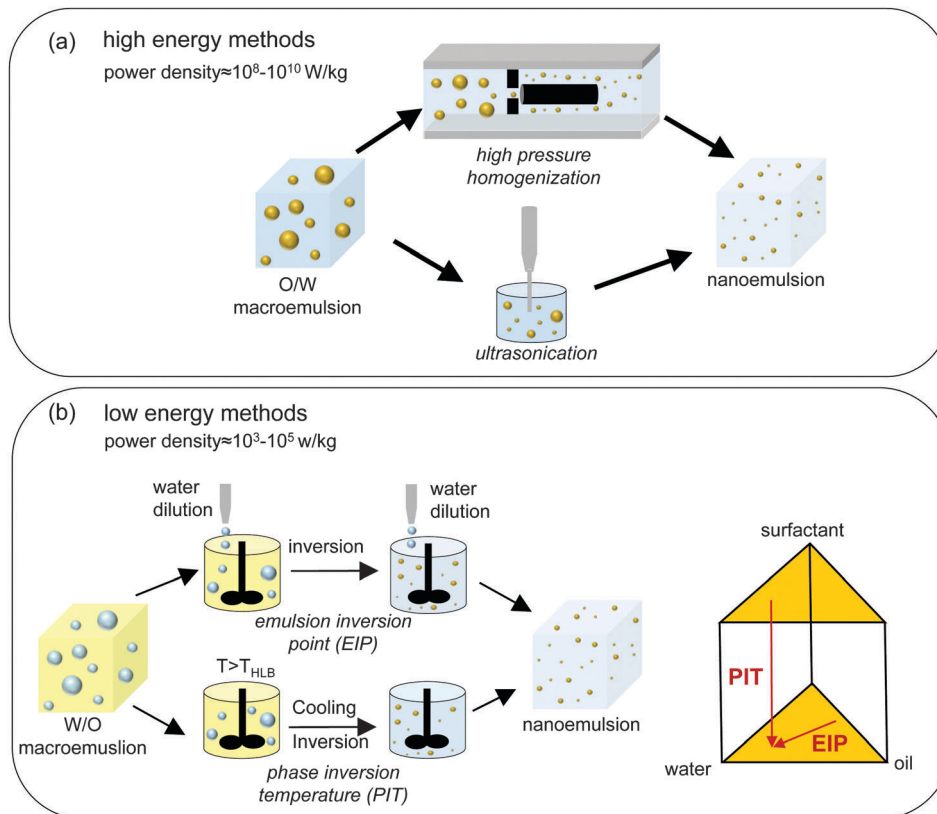 (a) high energy methods
power density≈10⁸-10¹⁰ W/kg
high pressure
homogenization
O/W
macroemulsion
nanoemulsion
ultrasonication
(b) low energy methods
power density≈10³-10⁵ w/kg
water
dilution
water
dilution
inversion
emulsion inversion
point (EIP)
surfactant
T>T_HLB
Cooling
Inversion
W/O
macroemuslion
nanoemulsion
phase inversion
temperature (PIT)
PIT
EIP
water
oil